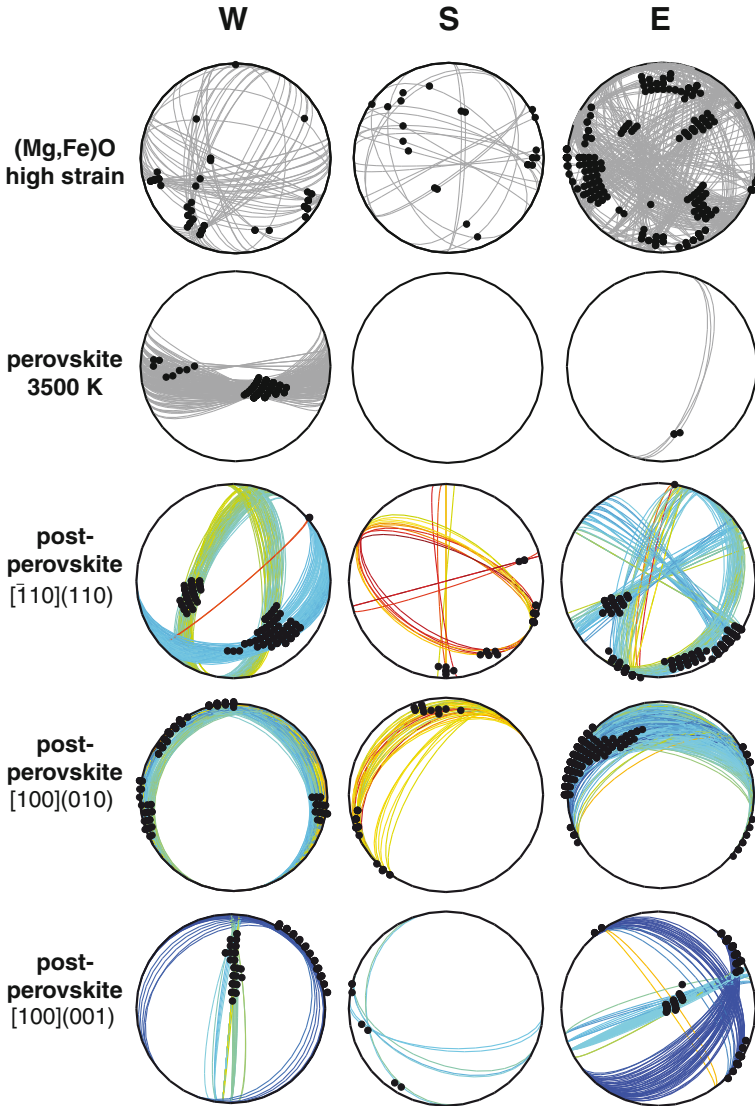 W S E
(Mg,Fe)O
high strain
perovskite
3500 K
post-
perovskite
[1̄10](110)
post-
perovskite
[100](010)
post-
perovskite
[100](001)